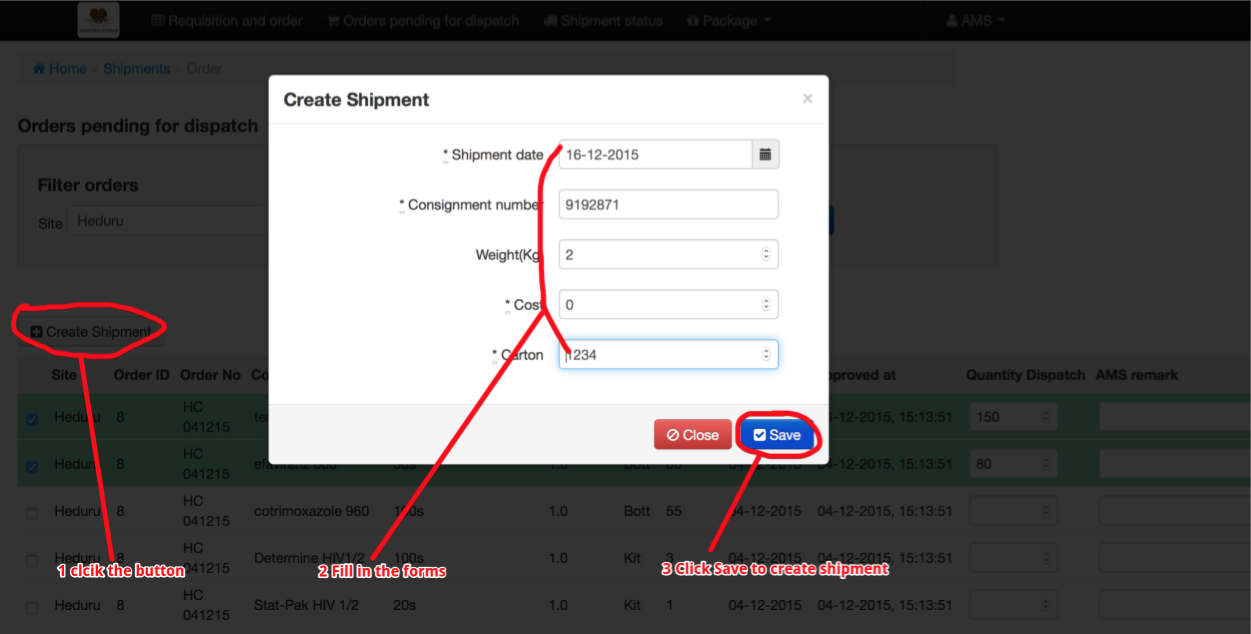 Requisition and order Orders pending for dispatch Shipment status Package AMS
Home - Shipments - Order
Create Shipment ×
Orders pending for dispatch
* Shipment date 16-12-2015
Filter orders
* Consignment number 9192871
Site Heduru
Weight(Kg 2
* Cost 0
Create Shipment
* Carton 1234
Site Order ID Order No Co proved at Quantity Dispatch AMS remark
Heduru 8 HC 041215 te 4-12-2015, 15:13:51 150
Close Save
Heduru 8 HC 041215 efavirenz 600 30s 1.0 Bott 80 04-12-2015 04-12-2015, 15:13:51 80
Heduru 8 HC 041215 cotrimoxazole 960 100s 1.0 Bott 55 04-12-2015 04-12-2015, 15:13:51
Heduru 8 HC 041215 Determine HIV1/2 100s 1.0 Kit 3 04-12-2015 04-12-2015, 15:13:51
1 clcik the button 2 Fill in the forms 3 Click Save to create shipment
Heduru 8 HC 041215 Stat-Pak HIV 1/2 20s 1.0 Kit 1 04-12-2015 04-12-2015, 15:13:51